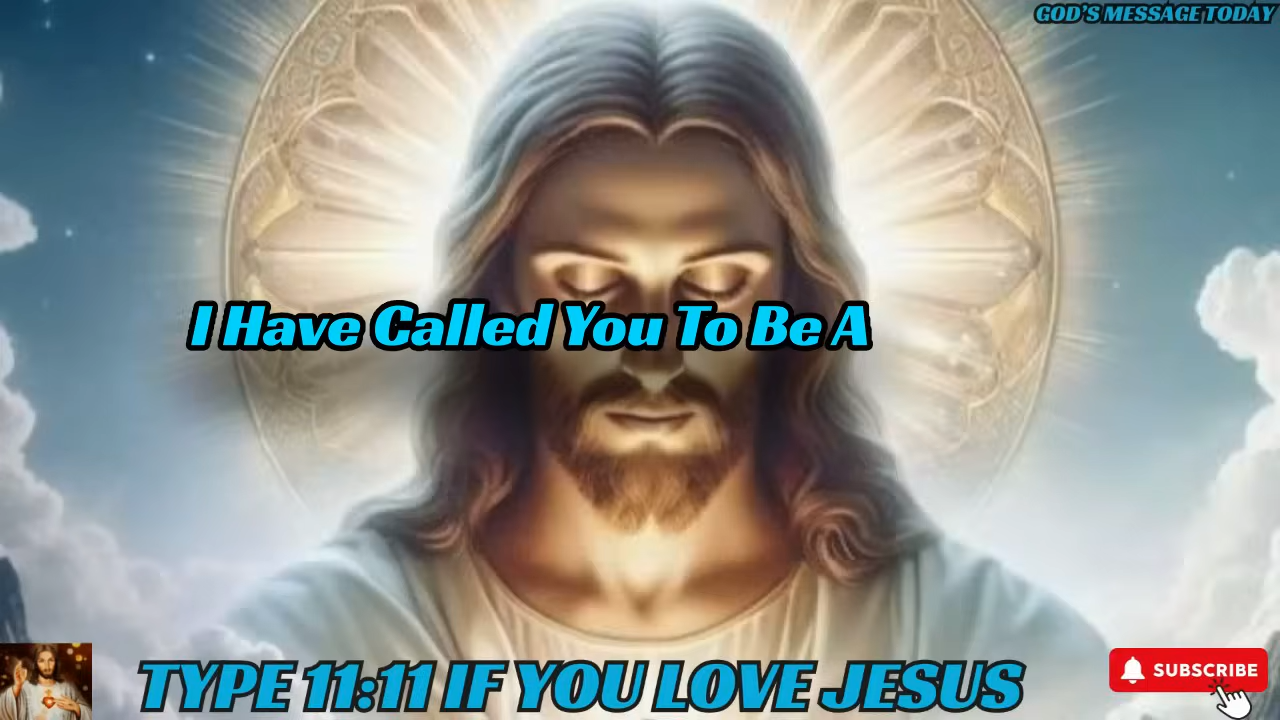 GOD'S MESSAGE TODAY
I Have Called You To Be A
TYPE 11:11 IF YOU LOVE JESUS
SUBSCRIBE